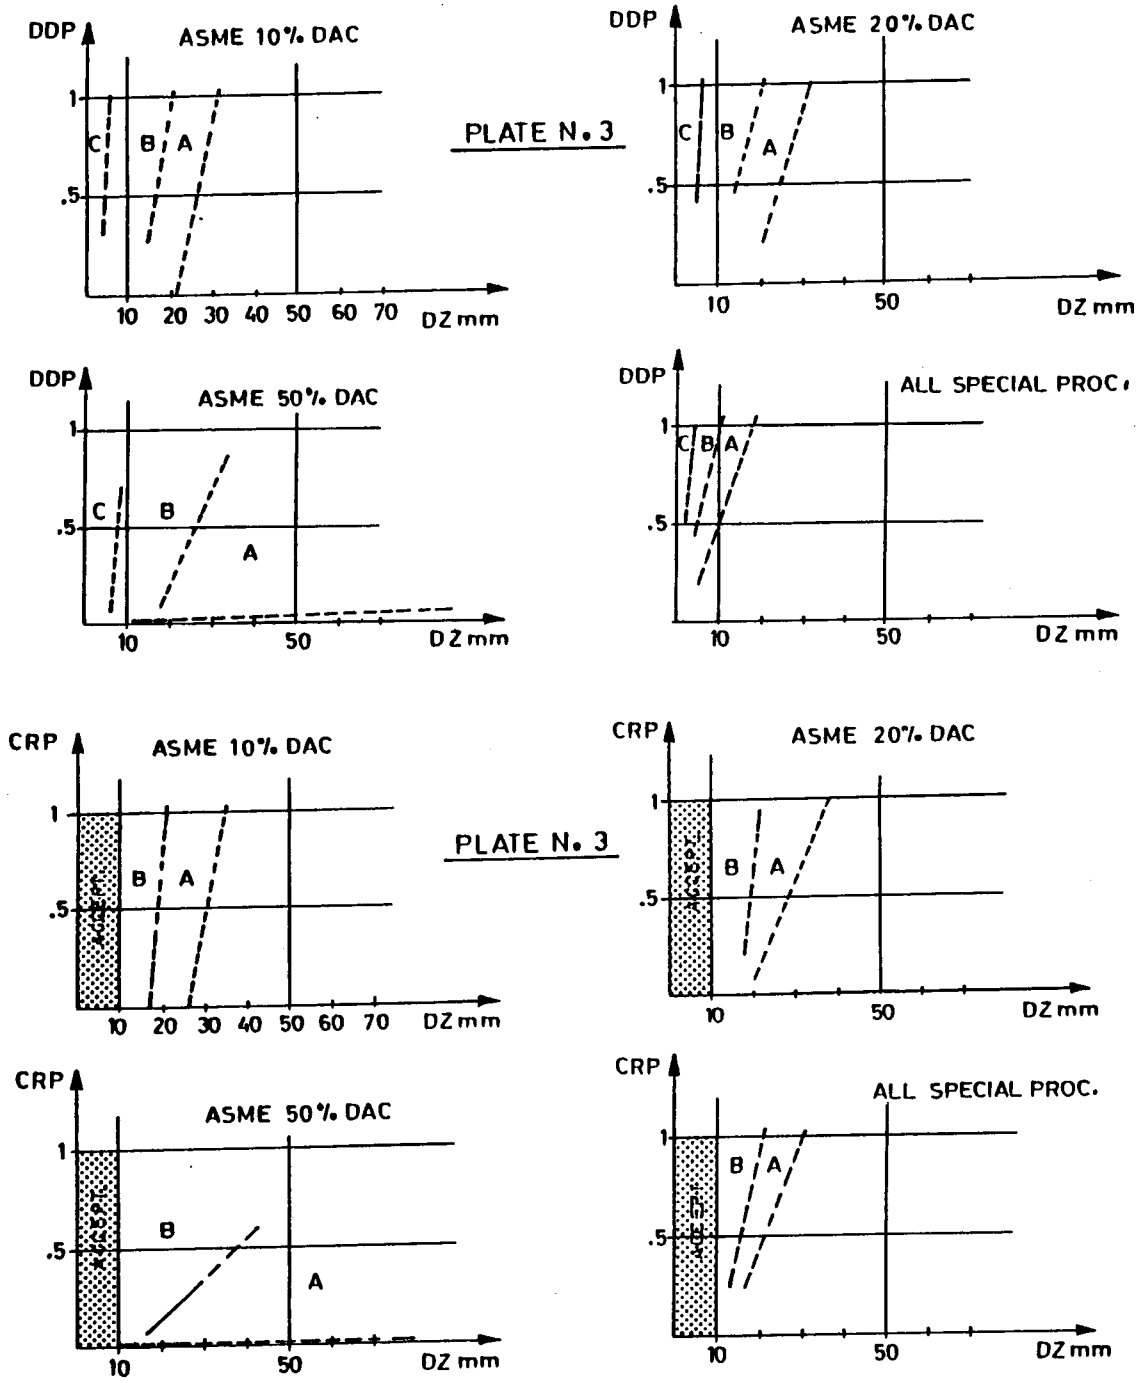 DDP ASME 10% DAC
1
C B A
.5
10 20 30 40 50 60 70 DZ mm
PLATE N. 3
DDP ASME 20% DAC
1
C B A
.5
10 50 DZ mm
DDP ASME 50% DAC
1
C B
.5
A
10 50 DZ mm
DDP ALL SPECIAL PROC.
1
C B A
.5
10 50 DZ mm
CRP ASME 10% DAC
1
ACCEPT. B A
.5
10 20 30 40 50 60 70 DZ mm
PLATE N. 3
CRP ASME 20% DAC
1
ACCEPT. B A
.5
10 50 DZ mm
CRP ASME 50% DAC
1
ACCEPT. B
.5
A
10 50 DZ mm
CRP ALL SPECIAL PROC.
1
B A
.5
10 50 DZ mm